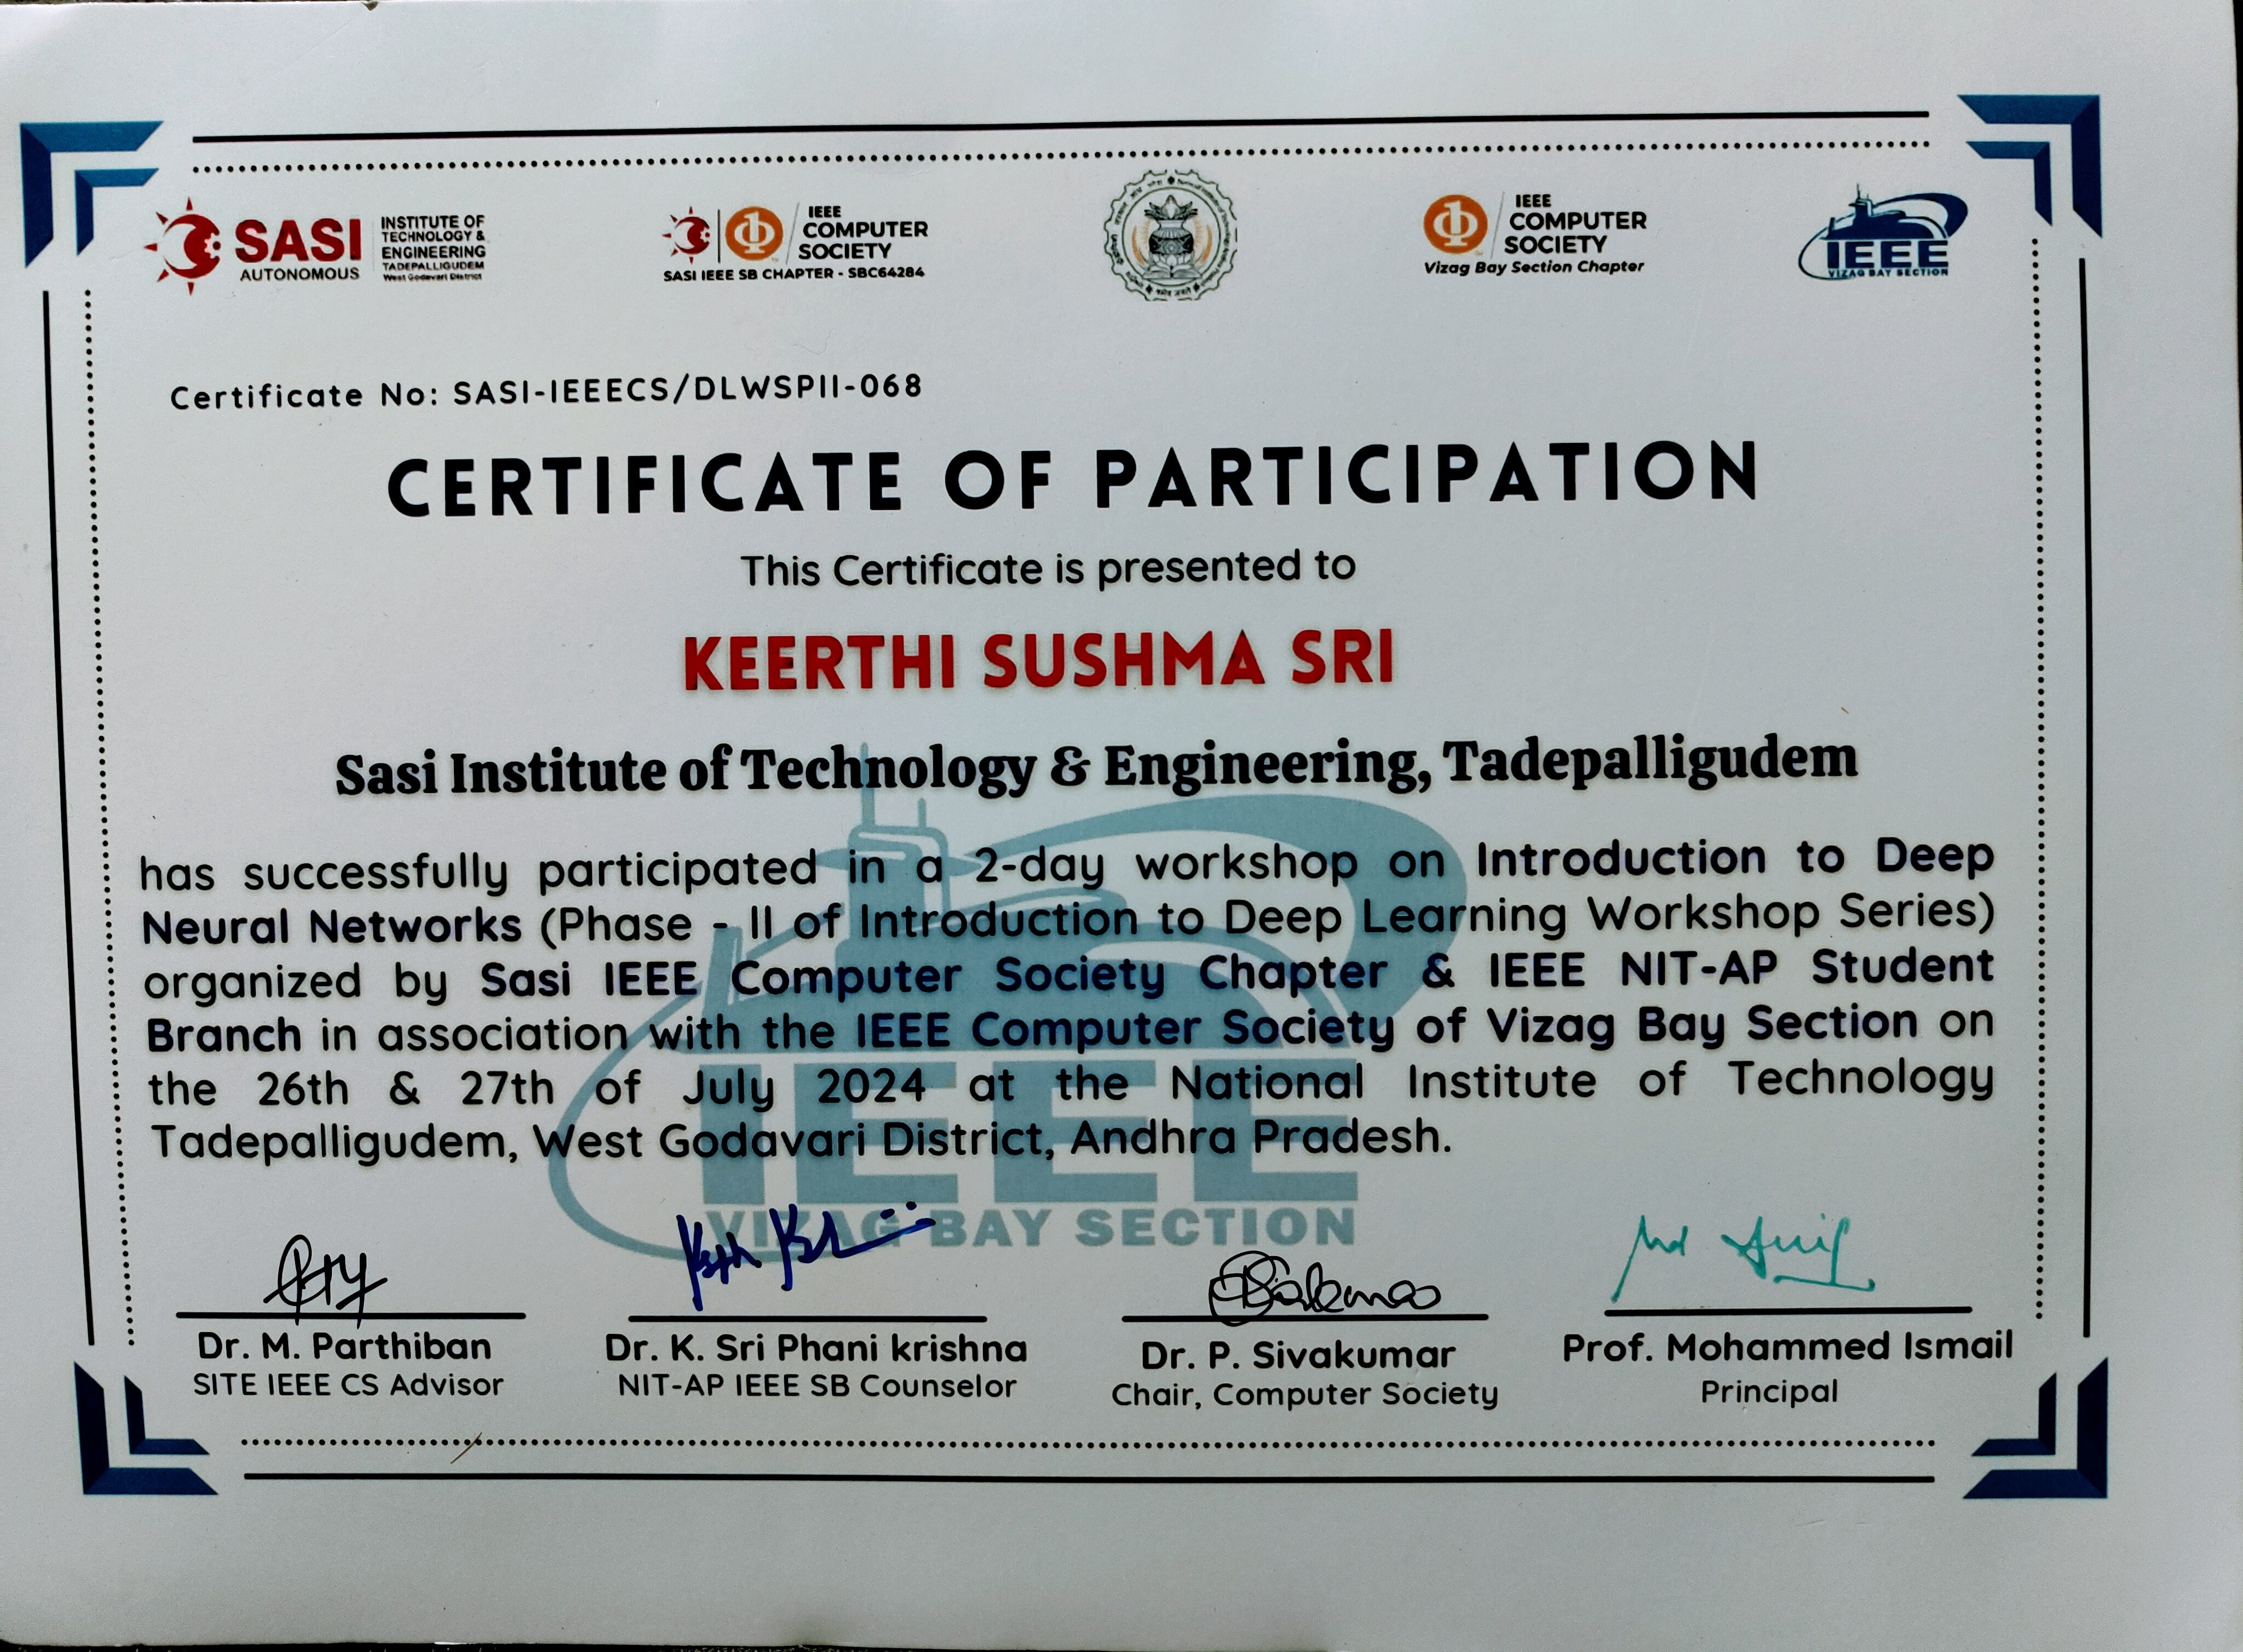 SASI
AUTONOMOUS
INSTITUTE OF
TECHNOLOGY &
ENGINEERING
TADEPALLIGUDEM
West Godavari District
IEEE
COMPUTER
SOCIETY
SASI IEEE SB CHAPTER - SBC64284
IEEE
COMPUTER
SOCIETY
Vizag Bay Section Chapter
IEEE
VIZAG BAY SECTION
Certificate No: SASI-IEEECS/DLWSPII-068
CERTIFICATE OF PARTICIPATION
This Certificate is presented to
KEERTHI SUSHMA SRI
Sasi Institute of Technology & Engineering, Tadepalligudem
has successfully participated in a 2-day workshop on Introduction to Deep
Neural Networks (Phase - II of Introduction to Deep Learning Workshop Series)
organized by Sasi IEEE Computer Society Chapter & IEEE NIT-AP Student
Branch in association with the IEEE Computer Society of Vizag Bay Section on
the 26th & 27th of July 2024 at the National Institute of Technology
Tadepalligudem, West Godavari District, Andhra Pradesh.
IEEE
VIZAG BAY SECTION
Dr. M. Parthiban
SITE IEEE CS Advisor
Dr. K. Sri Phani krishna
NIT-AP IEEE SB Counselor
Dr. P. Sivakumar
Chair, Computer Society
Prof. Mohammed Ismail
Principal